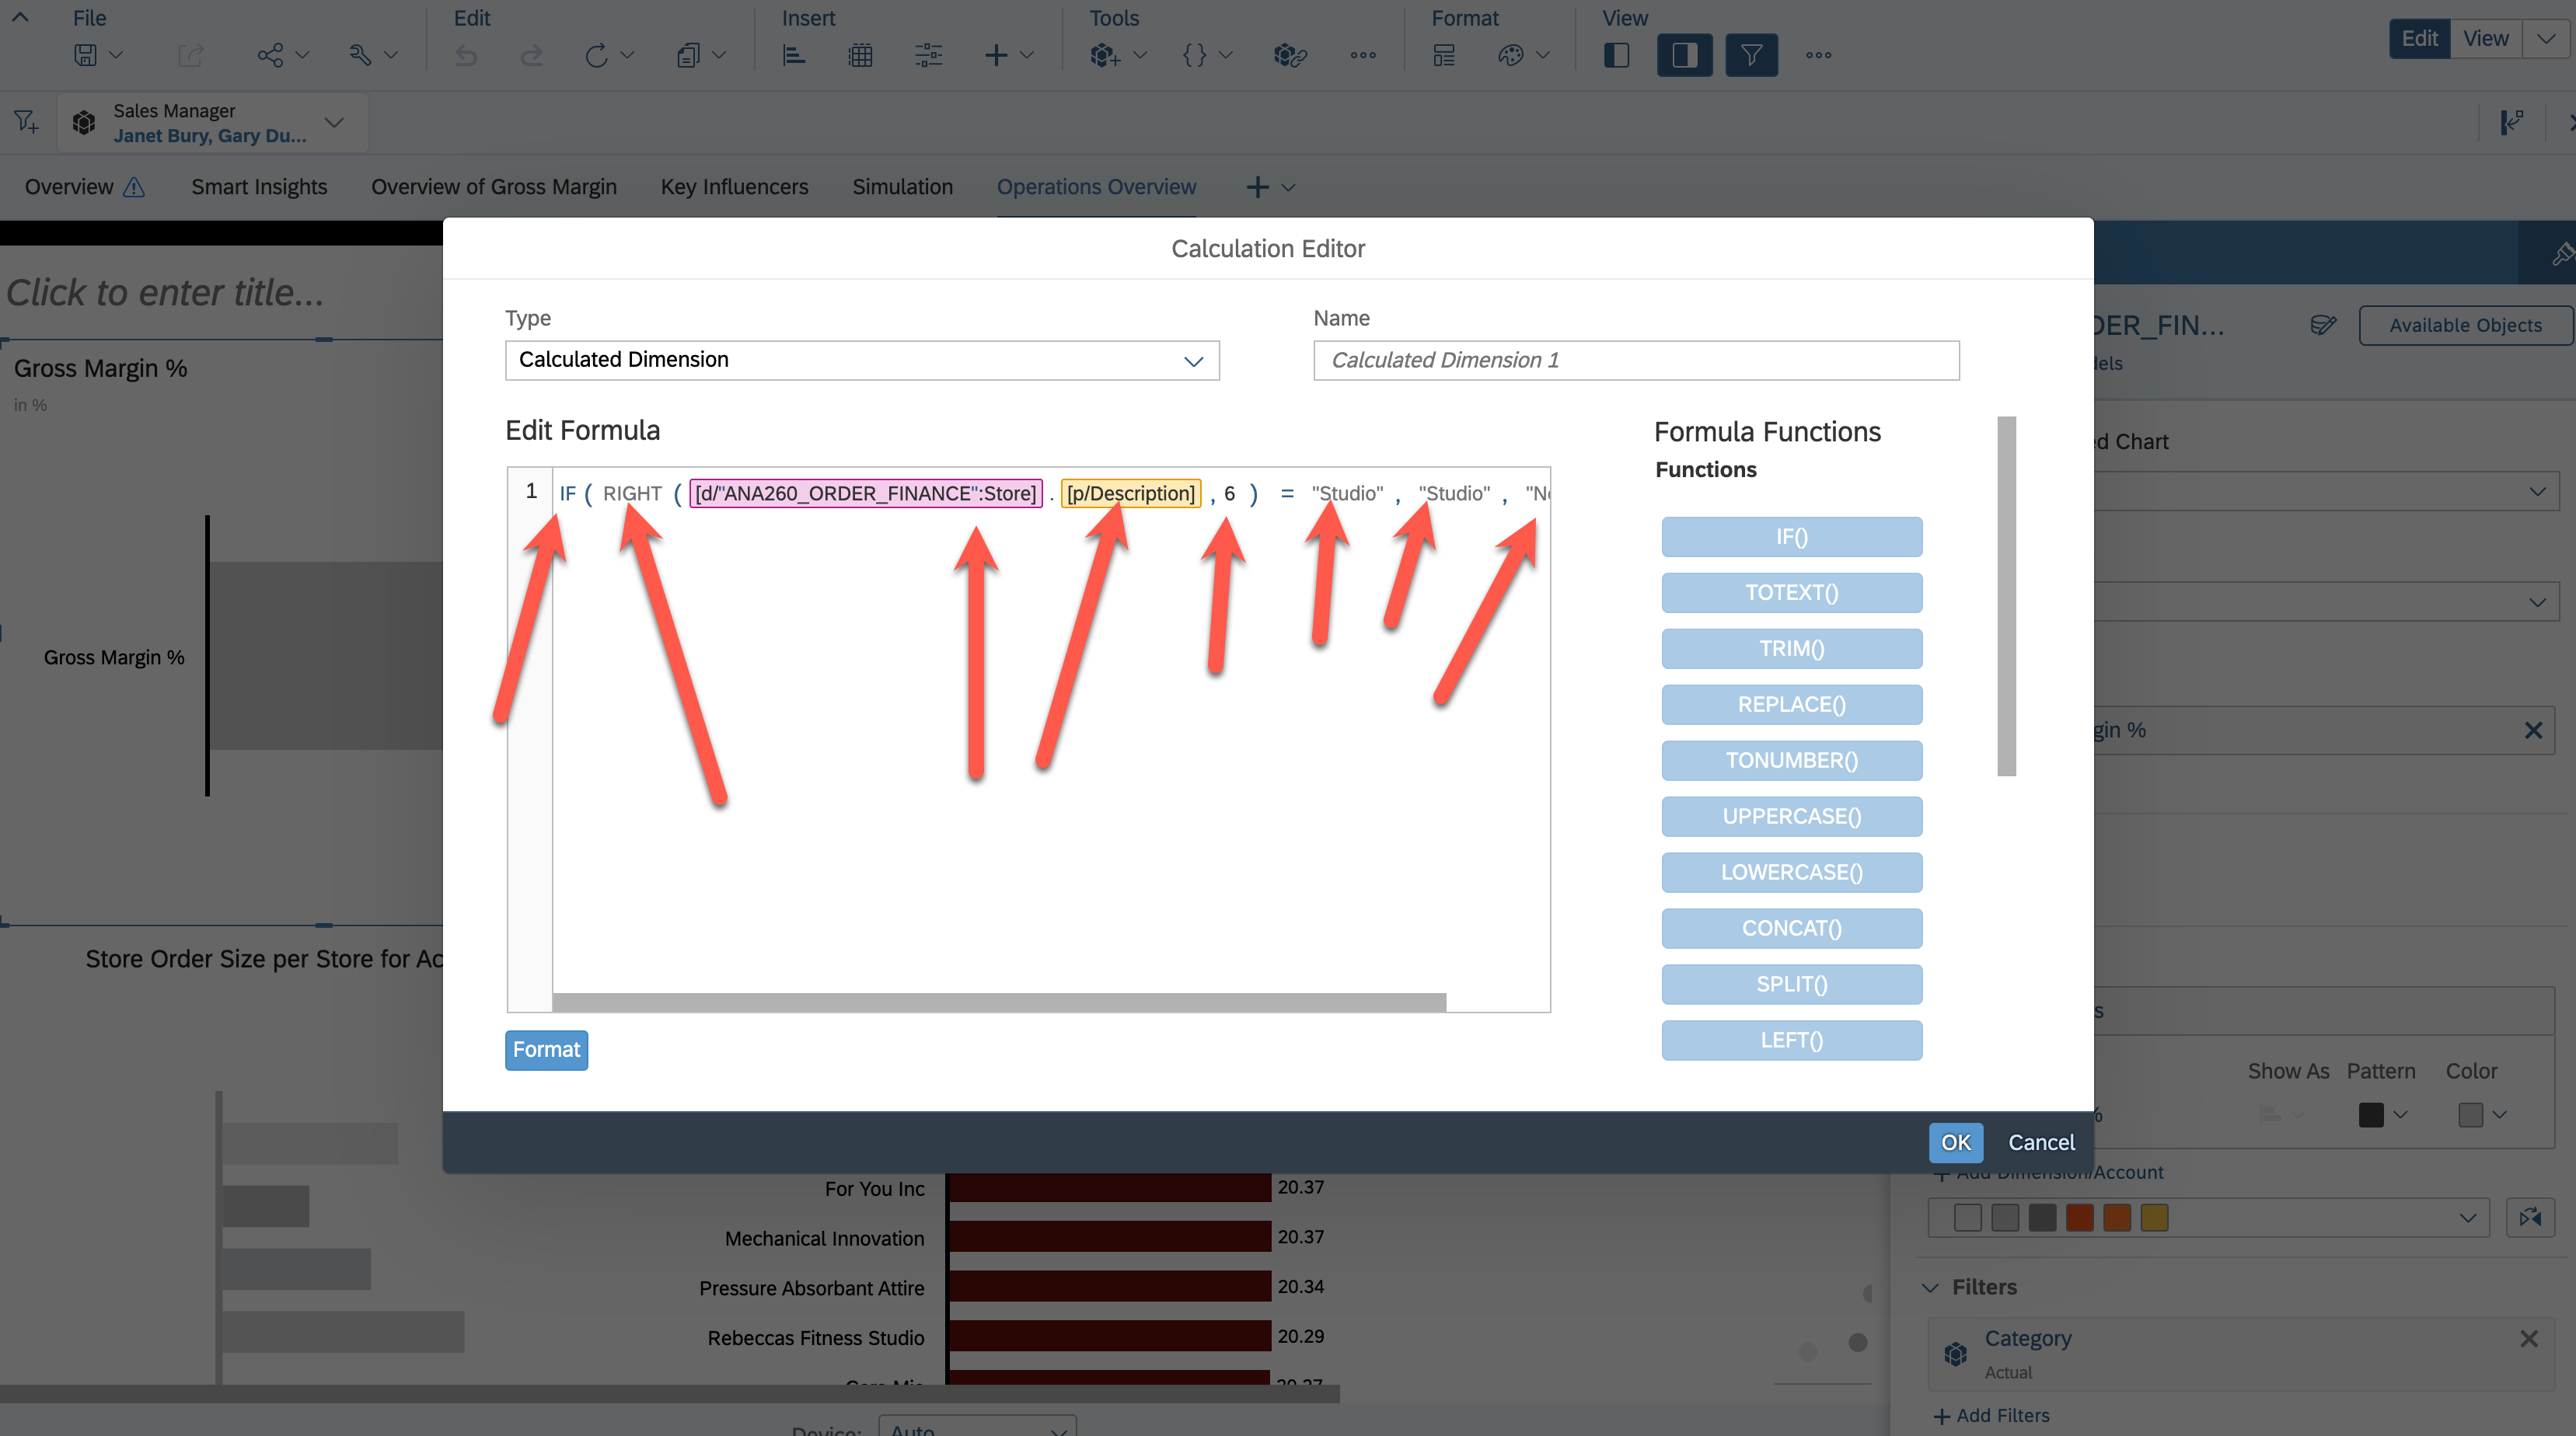 File Edit Insert Tools Format View
Edit View
Sales Manager
Janet Bury, Gary Du...
Overview Smart Insights Overview of Gross Margin Key Influencers Simulation Operations Overview
Calculation Editor
Click to enter title...
Type Name
Calculated Dimension Calculated Dimension 1
DER_FIN... Available Objects
dels
Gross Margin %
in %
Edit Formula
Formula Functions
Functions
d Chart
1 IF ( RIGHT ( [d/"ANA260_ORDER_FINANCE":Store] . [p/Description] , 6 ) = "Studio" , "Studio" , "N
IF()
TOTEXT()
TRIM()
Gross Margin %
REPLACE()
gin %
TONUMBER()
UPPERCASE()
LOWERCASE()
CONCAT()
Store Order Size per Store for Ac
SPLIT()
s
LEFT()
Format
Show As Pattern Color
%
OK Cancel
Add Dimension/Account
For You Inc 20.37
Mechanical Innovation 20.37
Pressure Absorbant Attire 20.34
Rebeccas Fitness Studio 20.29
Filters
Category
Actual
Add Filters
Device: Auto